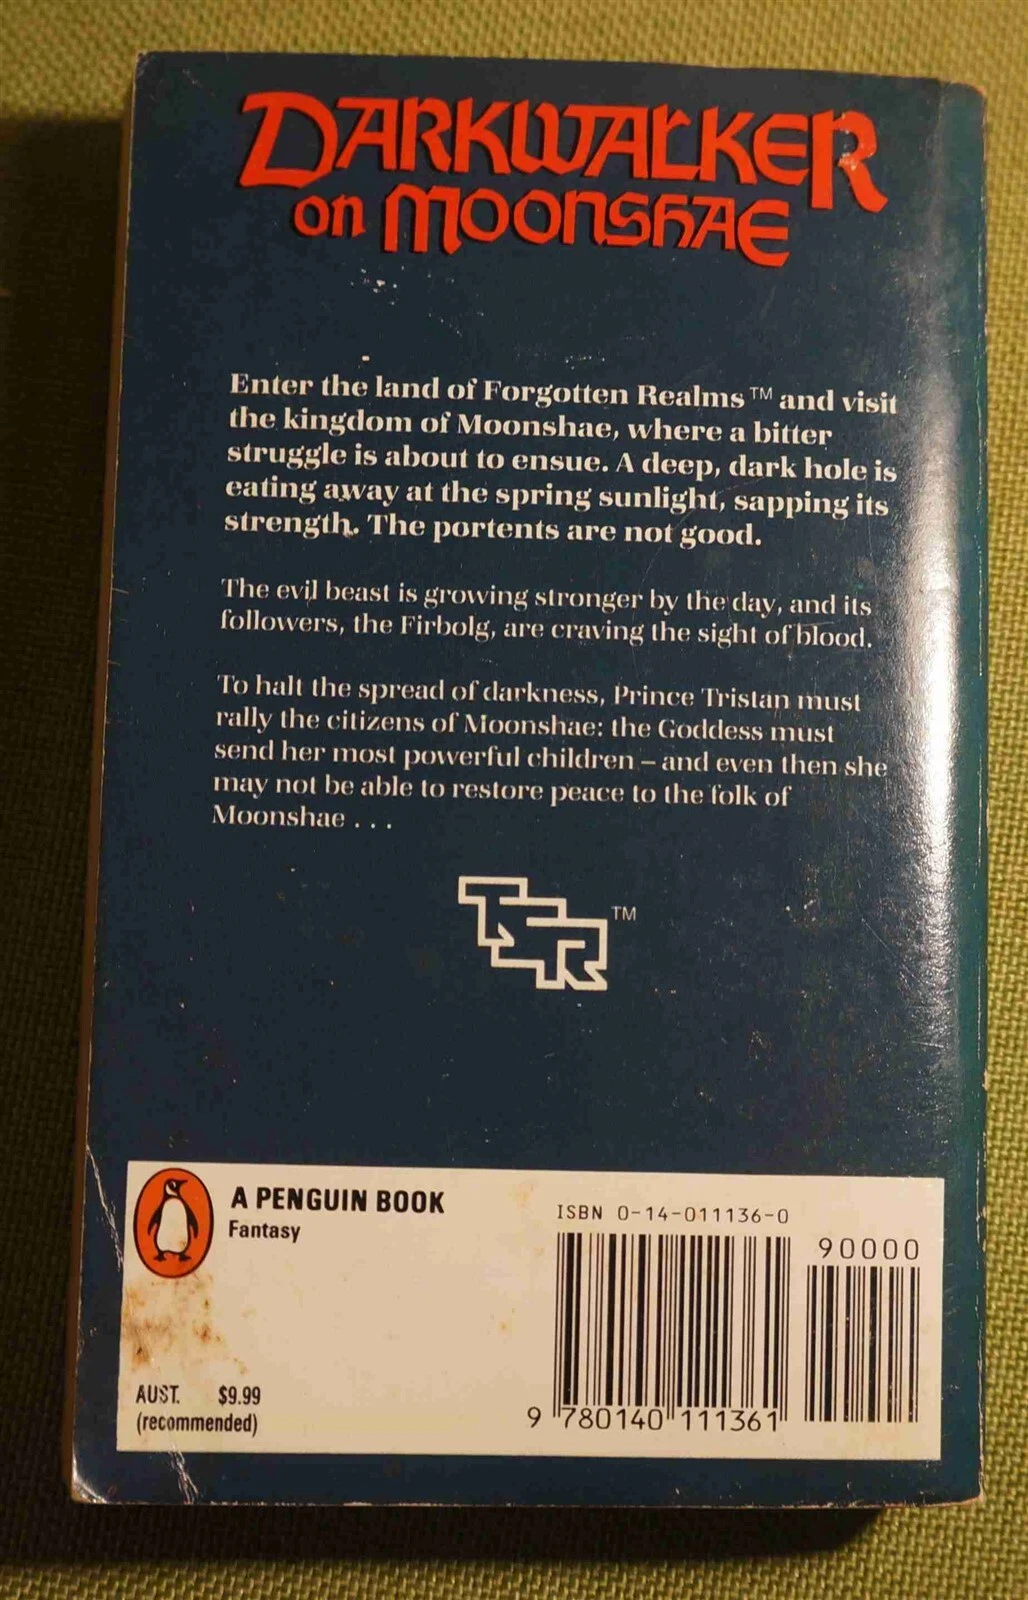 DARKWALKER
on MOONSHAE
Enter the land of Forgotten Realms™ and visit
the kingdom of Moonshae, where a bitter
struggle is about to ensue. A deep, dark hole is
eating away at the spring sunlight, sapping its
strength. The portents are not good.
The evil beast is growing stronger by the day, and its
followers, the Firbolg, are craving the sight of blood.
To halt the spread of darkness, Prince Tristan must
rally the citizens of Moonshae: the Goddess must
send her most powerful children – and even then she
may not be able to restore peace to the folk of
Moonshae . . .
TSR™
A PENGUIN BOOK
Fantasy
ISBN 0-14-011136-0
90000
AUST. $9.99
(recommended)
9 780140 111361